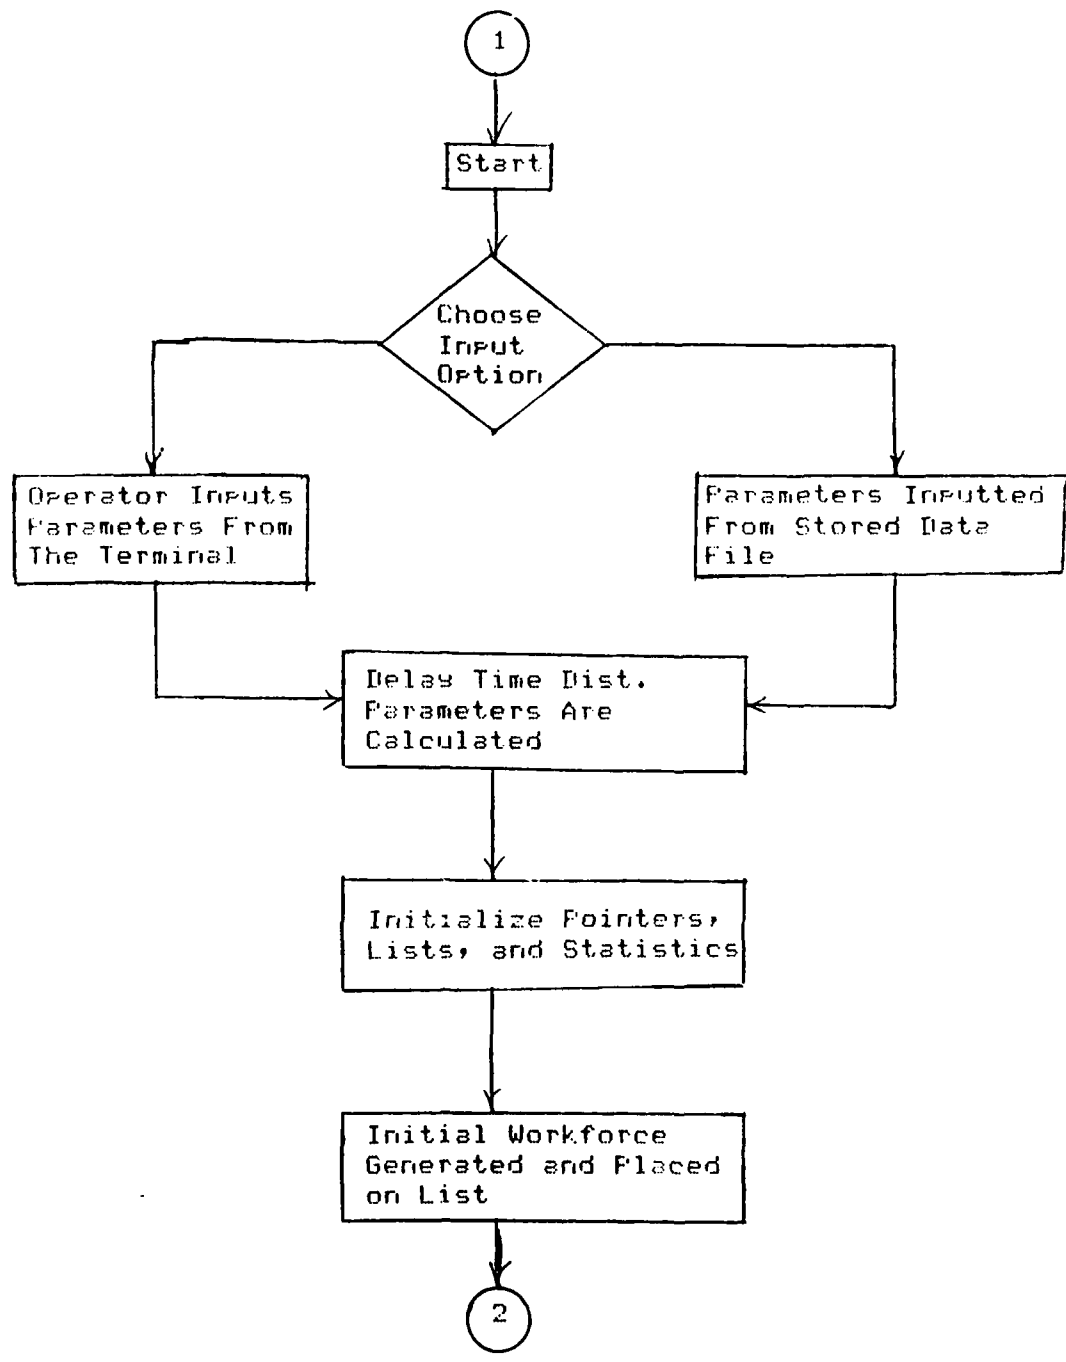 1
Start
Choose
Input
Option
Operator Inputs
Parameters From
The Terminal
Parameters Inputted
From Stored Data
File
Delay Time Dist.
Parameters Are
Calculated
Initialize Pointers,
Lists, and Statistics
Initial Workforce
Generated and Placed
on List
2